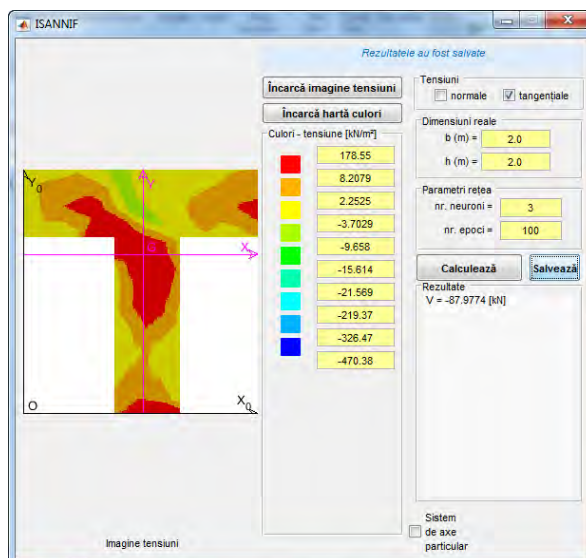 ISANNIF
Rezultatele au fost salvate
Încarcă imagine tensiuni
Încarcă hartă culori
Culori - tensiune [kN/m²]
178.55
8.2079
2.2525
-3.7029
-9.658
-15.614
-21.569
-219.37
-326.47
-470.38
Tensiuni
normale tangențiale
Dimensiuni reale
b (m) = 2.0
h (m) = 2.0
Parametri rețea
nr. neuroni = 3
nr. epoci = 100
Calculează Salvează
Rezultate
V = -87.9774 [kN]
Sistem
de axe
particular
Y₀
Y
G
X
O
X₀
Imagine tensiuni